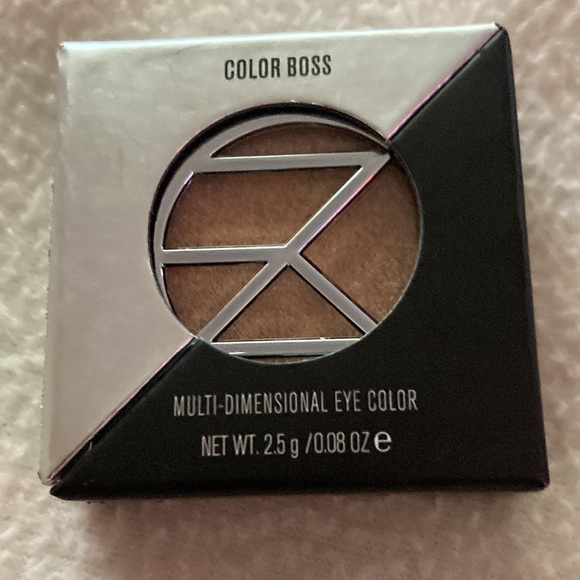 COLOR BOSS
MULTI-DIMENSIONAL EYE COLOR
NET WT. 2.5 g / 0.08 OZ ℮